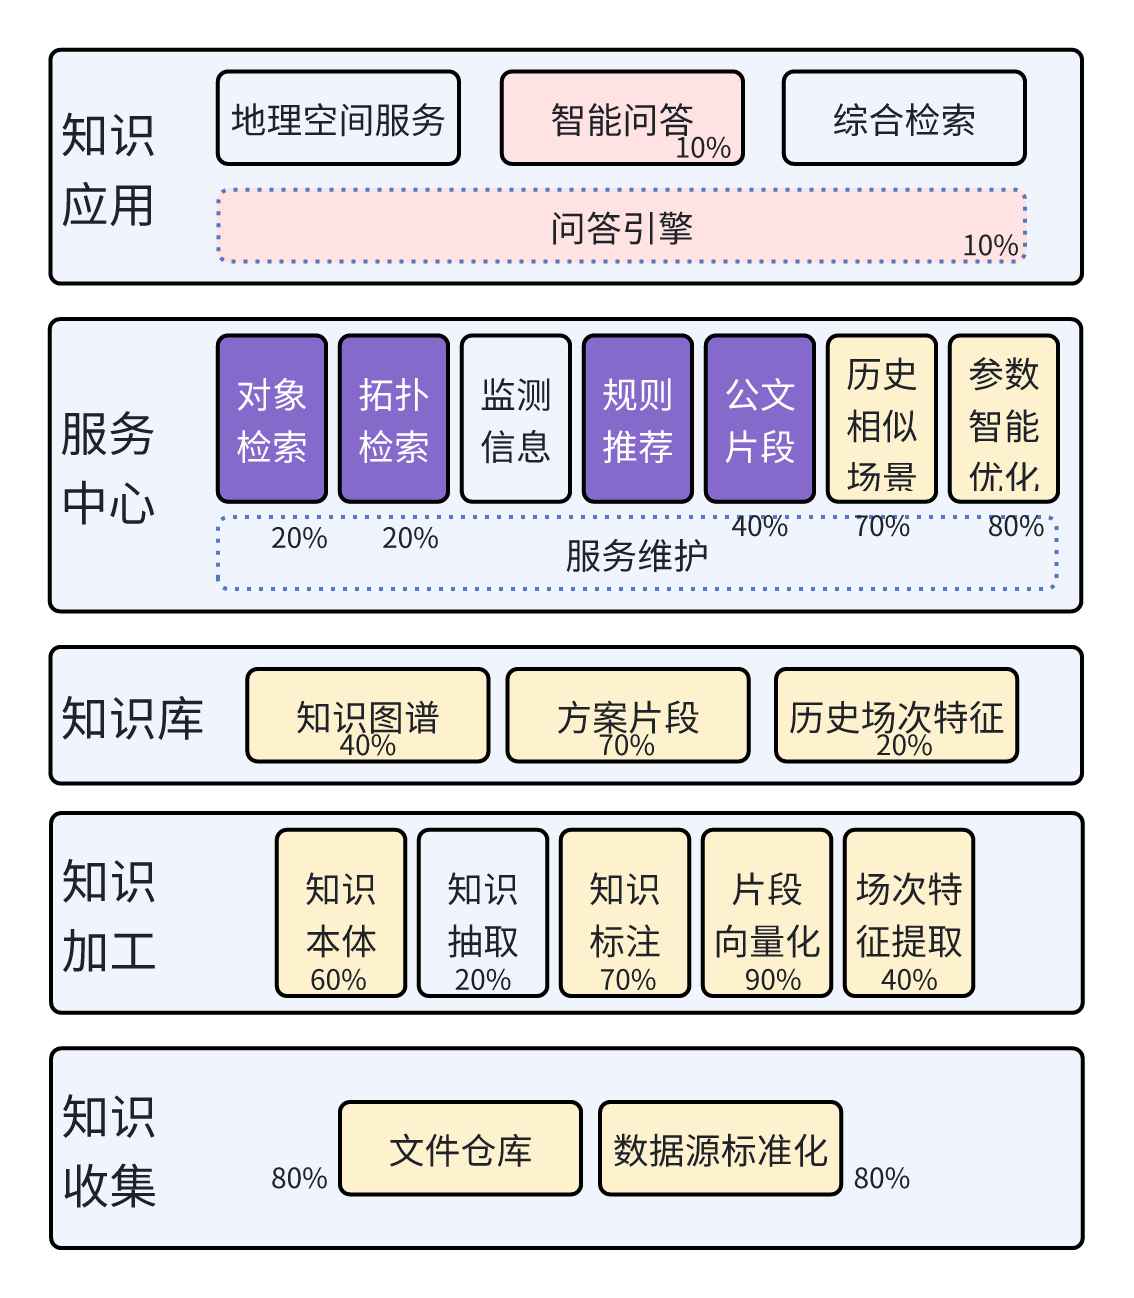 知识
应用
地理空间服务
智能问答
10%
综合检索
问答引擎
10%
服务
中心
对象
检索
拓扑
检索
监测
信息
规则
推荐
公文
片段
历史
相似
场景
参数
智能
优化
20%
20%
40%
70%
80%
服务维护
知识库
知识图谱
40%
方案片段
70%
历史场次特征
20%
知识
加工
知识
本体
60%
知识
抽取
20%
知识
标注
70%
片段
向量化
90%
场次特
征提取
40%
知识
收集
80%
文件仓库
数据源标准化
80%